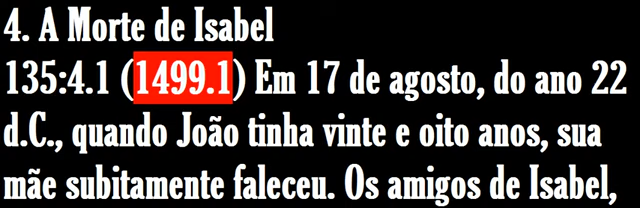 4. A Morte de Isabel
135:4.1 (1499.1) Em 17 de agosto, do ano 22
d.C., quando João tinha vinte e oito anos, sua
mãe subitamente faleceu. Os amigos de Isabel,